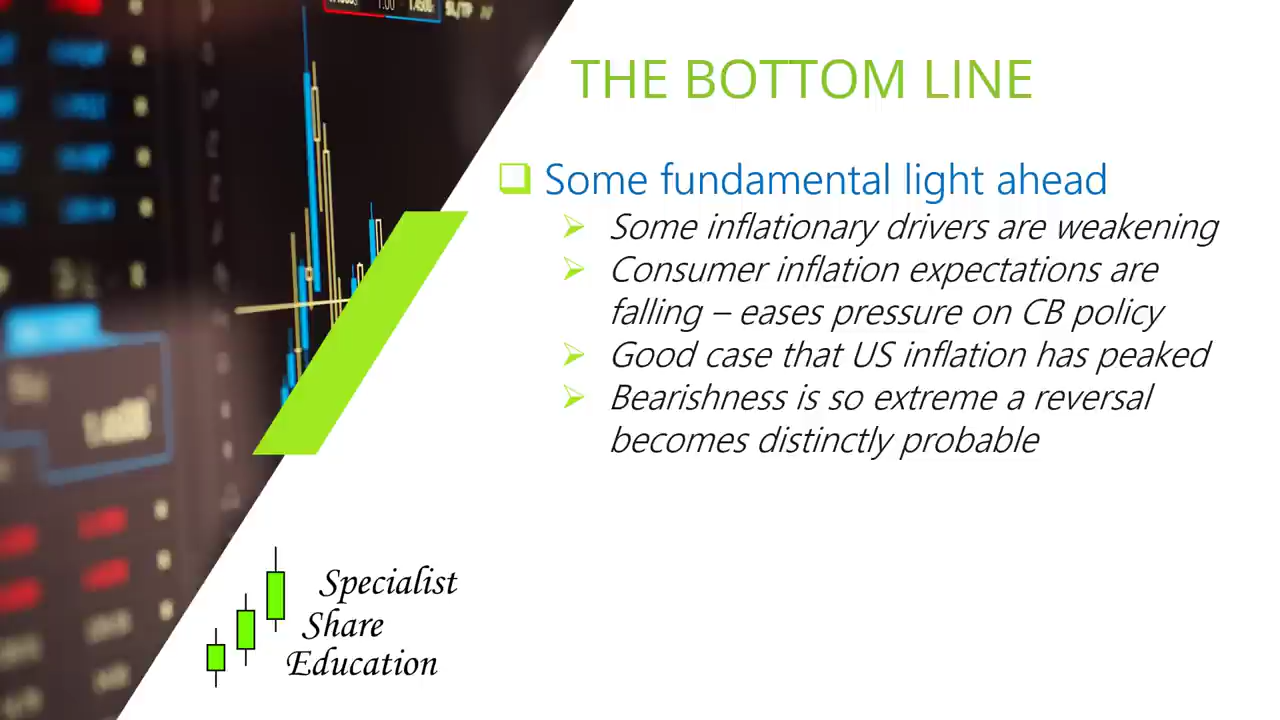 THE BOTTOM LINE
Some fundamental light ahead
Some inflationary drivers are weakening
Consumer inflation expectations are
falling – eases pressure on CB policy
Good case that US inflation has peaked
Bearishness is so extreme a reversal
becomes distinctly probable
Specialist
Share
Education